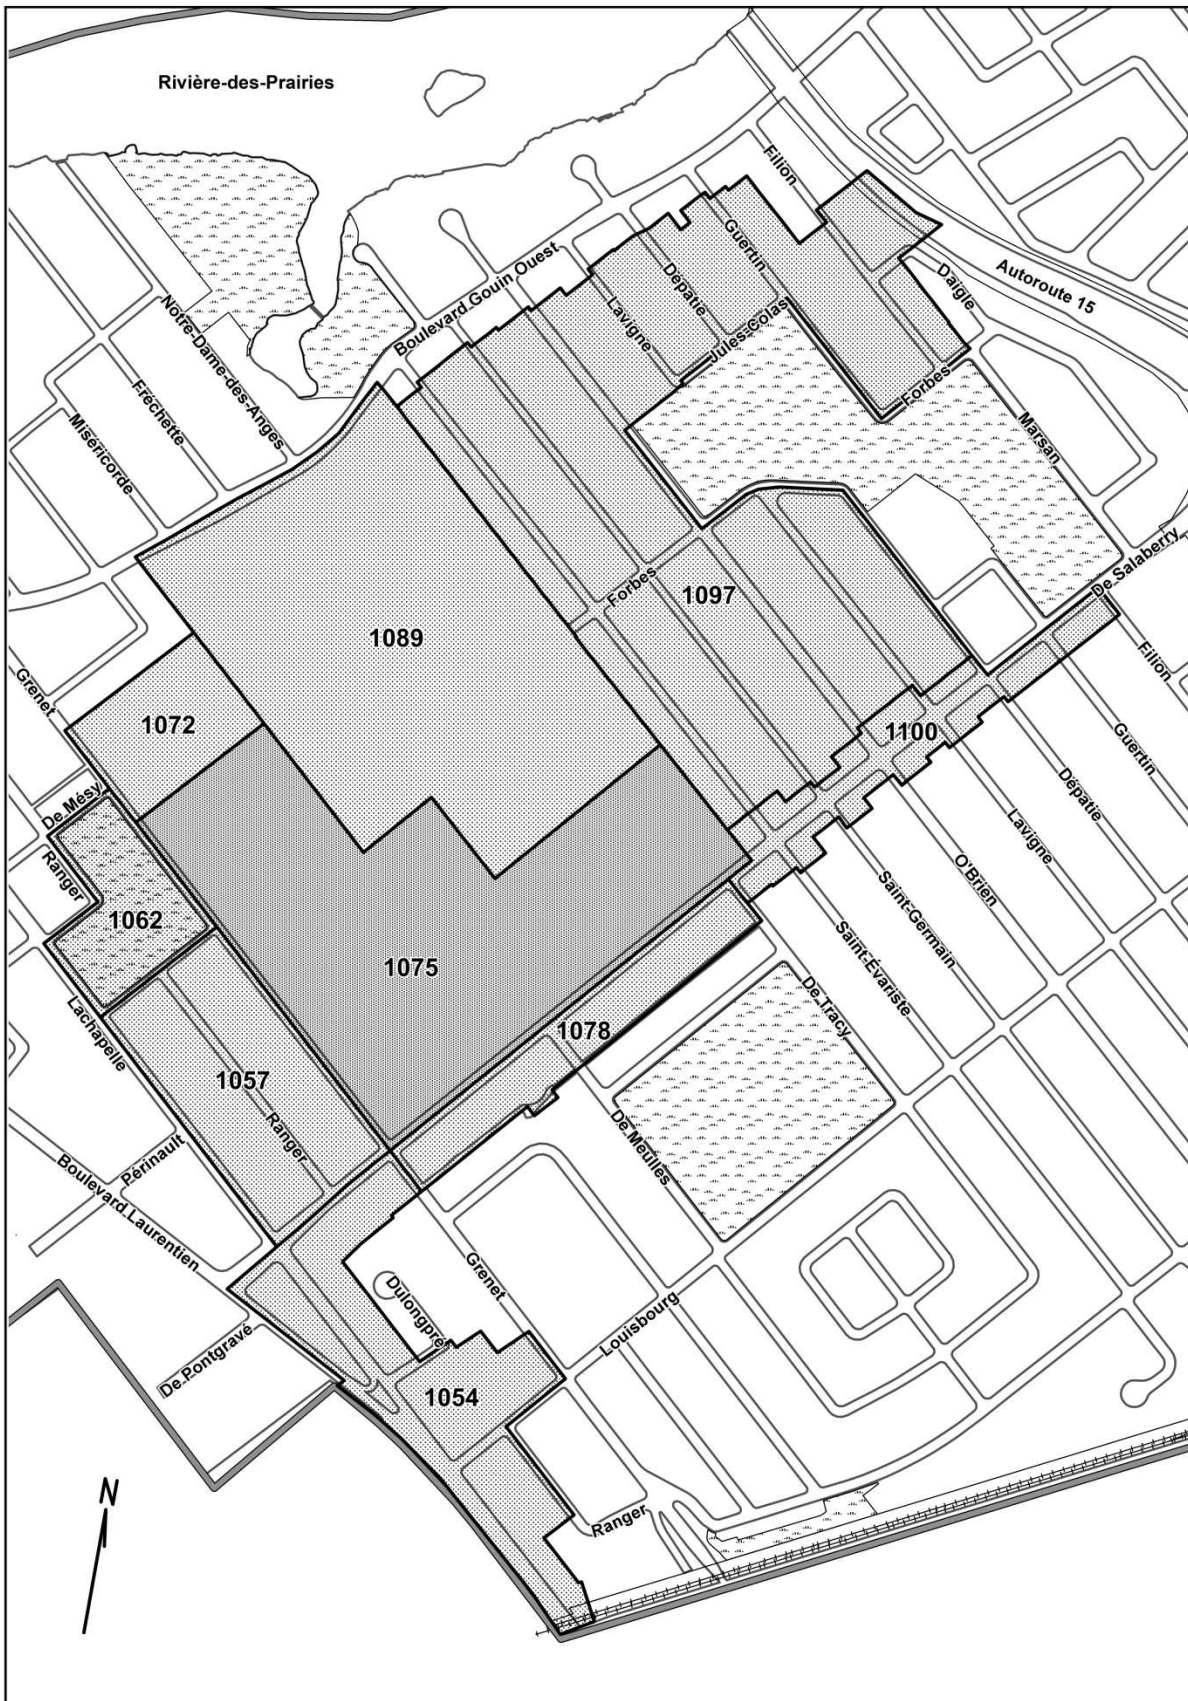 Rivière-des-Prairies
Filion
Guertin
Dépatie
Lavigne
Daigle
Autoroute 15
Boulevard Gouin Ouest
Jules-Colas
Forbes
Marsan
Notre-Dame-des-Anges
Fréchette
Miséricorde
De Salaberry
Forbes
1097
1089
Grenet
1072
1100
Filion
Guertin
Dépatie
Lavigne
O'Brien
Saint-Germain
Saint-Évariste
De Tracy
De Mésy
Ranger
1062
1075
1078
Lachapelle
1057
Ranger
De Meulles
Périnault
Boulevard Laurentien
Grenet
Dulongpré
Louisbourg
De Pontgravé
1054
Ranger
N